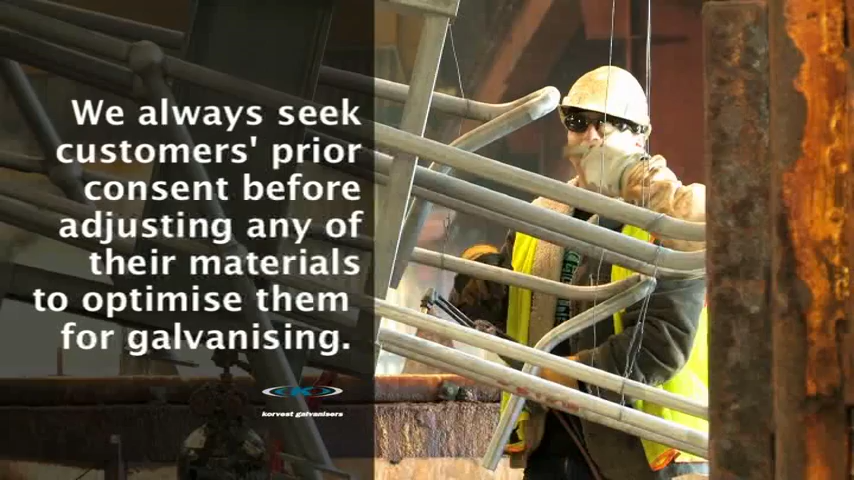 We always seek
customers' prior
consent before
adjusting any of
their materials
to optimise them
for galvanising.
korvest galvanisers